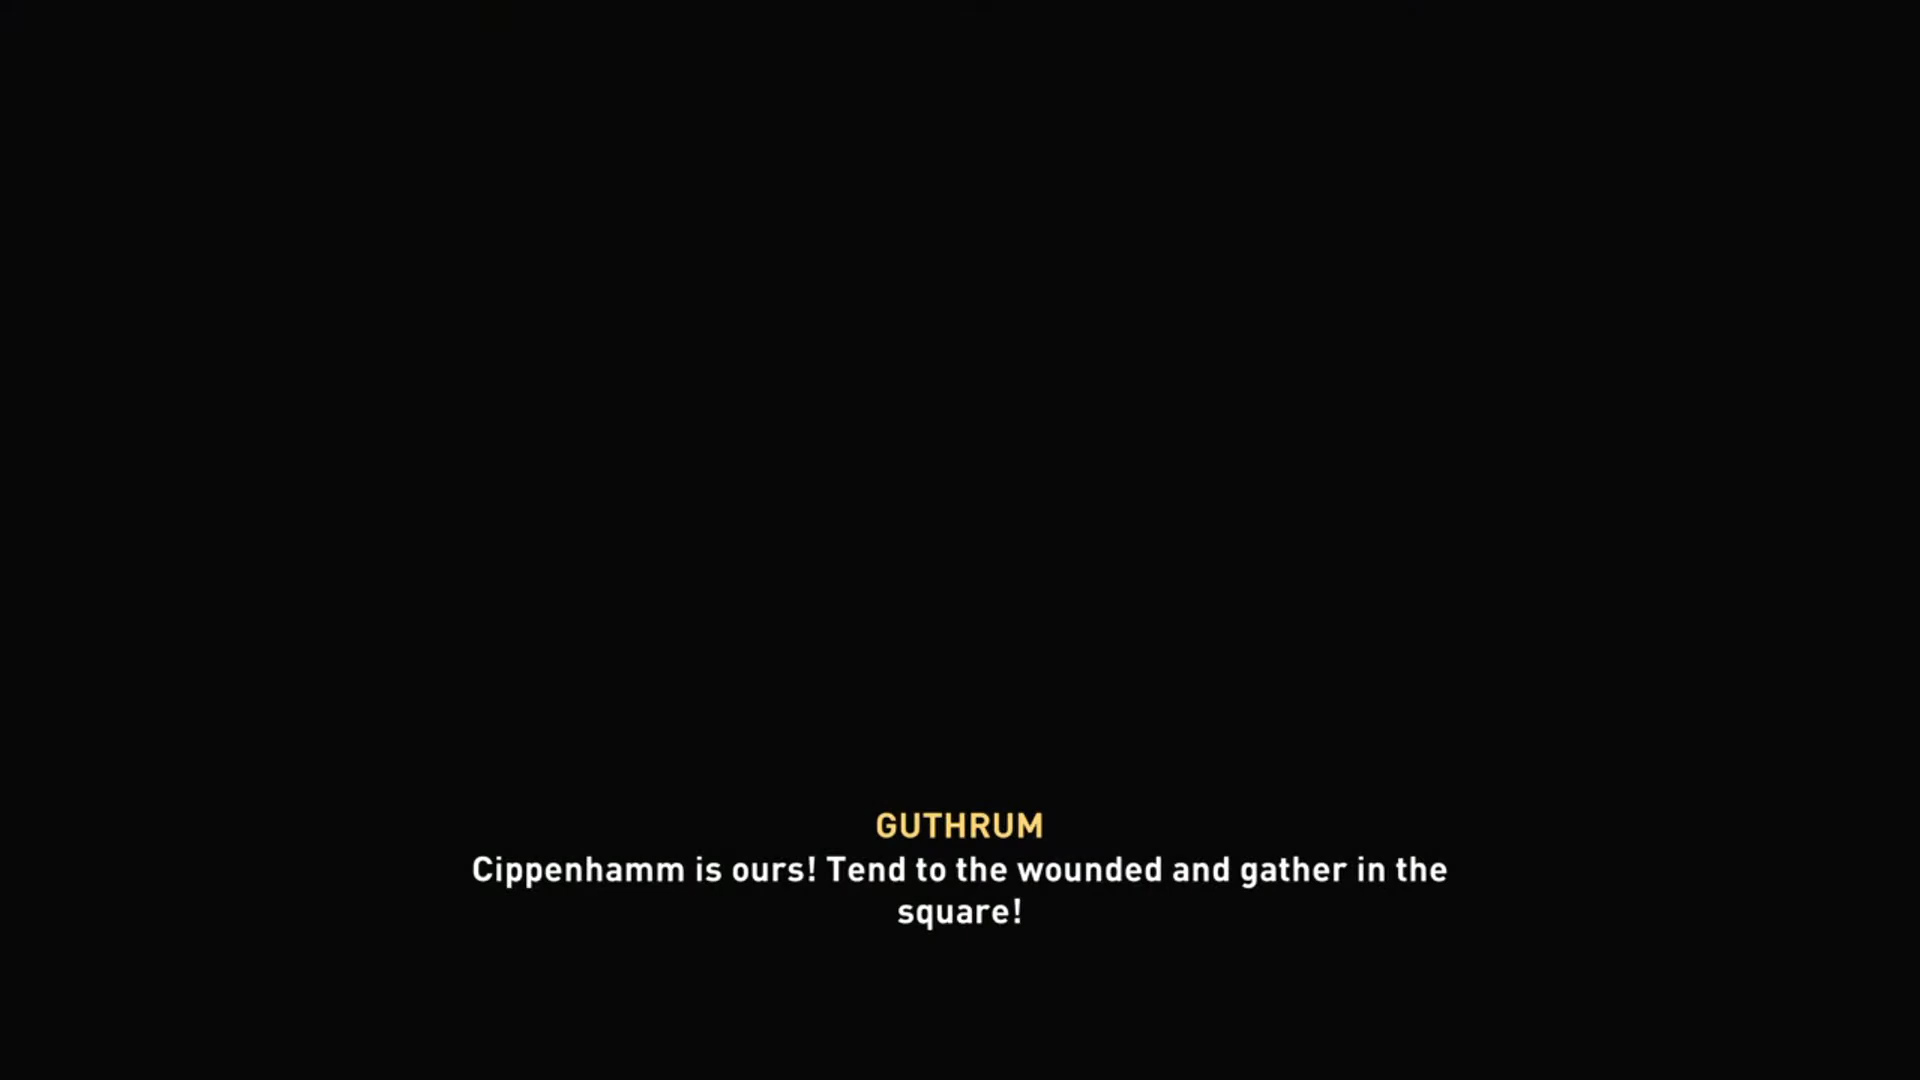 GUTHRUM
Cippenhamm is ours! Tend to the wounded and gather in the
square!